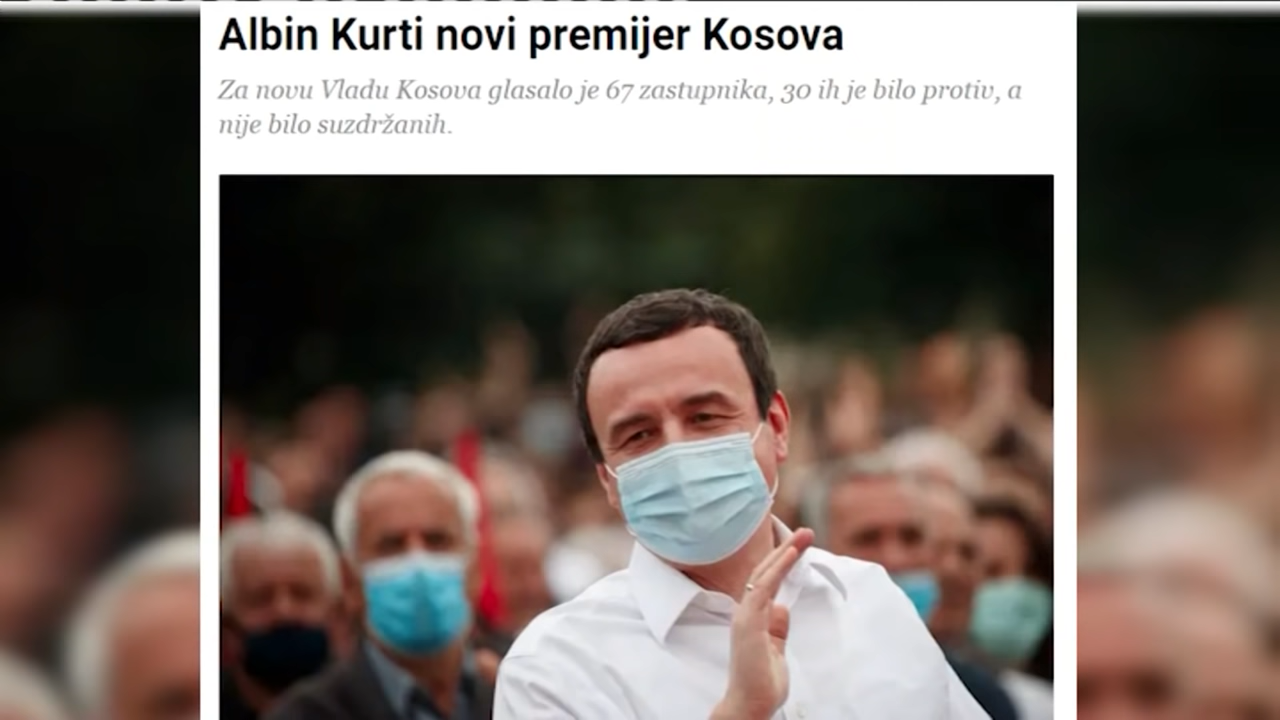 Albin Kurti novi premijer Kosova
Za novu Vladu Kosova glasalo je 67 zastupnika, 30 ih je bilo protiv, a
nije bilo suzdržanih.